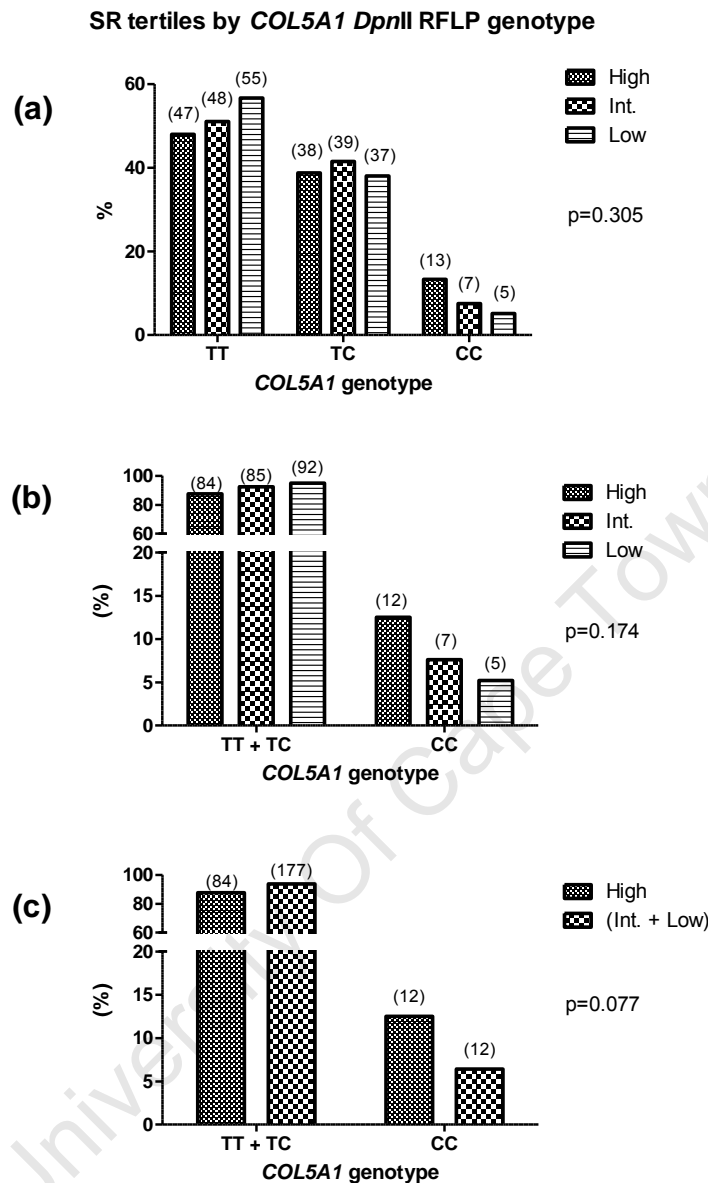 SR tertiles by COL5A1 DpnII RFLP genotype
(a)
60
40
20
0
%
(47)
(48)
(55)
(38)
(39)
(37)
(13)
(7)
(5)
TT
TC
CC
COL5A1 genotype
High
Int.
Low
p=0.305
(b)
100
80
60
20
15
10
5
0
(%)
(84)
(85)
(92)
(12)
(7)
(5)
TT + TC
CC
COL5A1 genotype
High
Int.
Low
p=0.174
(c)
100
80
60
20
15
10
5
0
(%)
(84)
(177)
(12)
(12)
TT + TC
CC
COL5A1 genotype
High
(Int. + Low)
p=0.077
University Of Cape Town